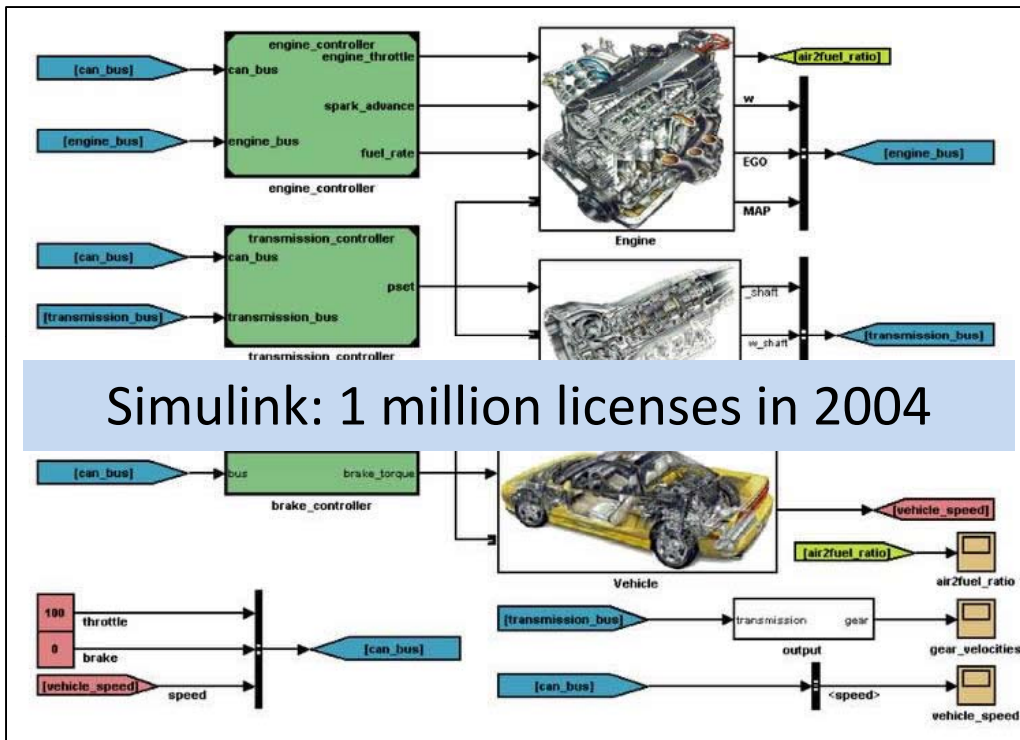 engine_controller
engine_throttle
[can_bus]
can_bus
[air2fuel_ratio]
spark_advance
w
[engine_bus]
engine_bus
fuel_rate
EGO
[engine_bus]
engine_controller
MAP
Engine
transmission_controller
[can_bus]
can_bus
pset
_shaft
[transmission_bus]
transmission_bus
w_shaft
[transmission_bus]
transmission_controller
Simulink: 1 million licenses in 2004
[can_bus]
bus
brake_torque
brake_controller
[vehicle_speed]
[air2fuel_ratio]
air2fuel_ratio
Vehicle
100
throttle
0
brake
[can_bus]
[vehicle_speed]
speed
[transmission_bus]
transmission
gear
output
gear_velocities
[can_bus]
<speed>
vehicle_speed